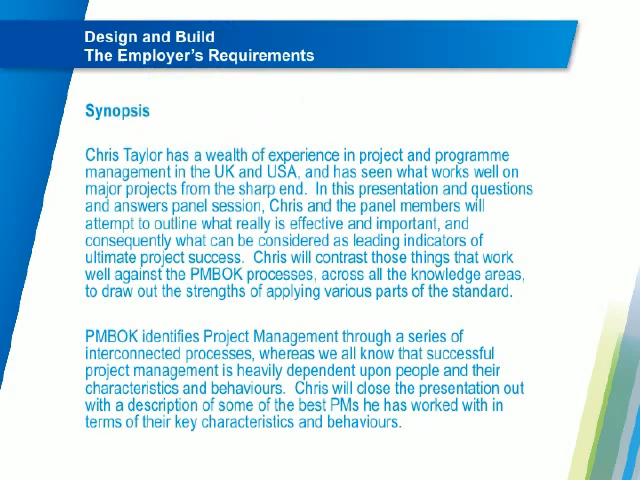 Design and Build
The Employer's Requirements
Synopsis
Chris Taylor has a wealth of experience in project and programme
management in the UK and USA, and has seen what works well on
major projects from the sharp end.  In this presentation and questions
and answers panel session, Chris and the panel members will
attempt to outline what really is effective and important, and
consequently what can be considered as leading indicators of
ultimate project success.  Chris will contrast those things that work
well against the PMBOK processes, across all the knowledge areas,
to draw out the strengths of applying various parts of the standard.
PMBOK identifies Project Management through a series of
interconnected processes, whereas we all know that successful
project management is heavily dependent upon people and their
characteristics and behaviours.  Chris will close the presentation out
with a description of some of the best PMs he has worked with in
terms of their key characteristics and behaviours.